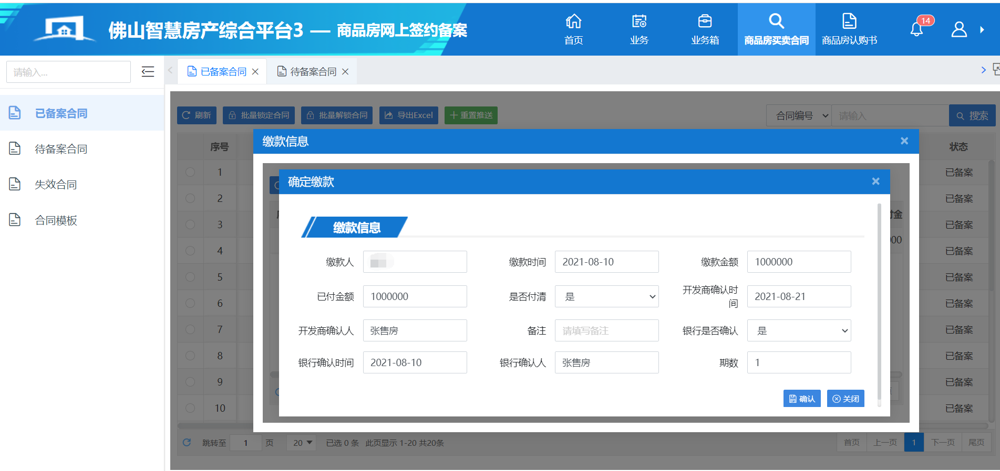 佛山智慧房产综合平台3 — 商品房网上签约备案
首页
业务
业务箱
商品房买卖合同
商品房认购书
14
请输入...
已备案合同
待备案合同
已备案合同
待备案合同
失效合同
合同模板
刷新
批量锁定合同
批量解锁合同
导出Excel
重置推送
合同编号
请输入
搜索
序号
状态
1 已备案
2 已备案
3 已备案
4 已备案
5 已备案
6 已备案
7 已备案
8 已备案
9 已备案
10 已备案
缴款信息
确定缴款
缴款信息
缴款人
缴款时间 2021-08-10
缴款金额 1000000
已付金额 1000000
是否付清 是
开发商确认时
间
2021-08-21
开发商确认人 张售房
备注 请填写备注
银行是否确认 是
银行确认时间 2021-08-10
银行确认人 张售房
期数 1
确认
关闭
付金
000
跳转至 1 页 20 已选 0 条 此页显示 1-20 共20条
首页 上一页 1 下一页 尾页